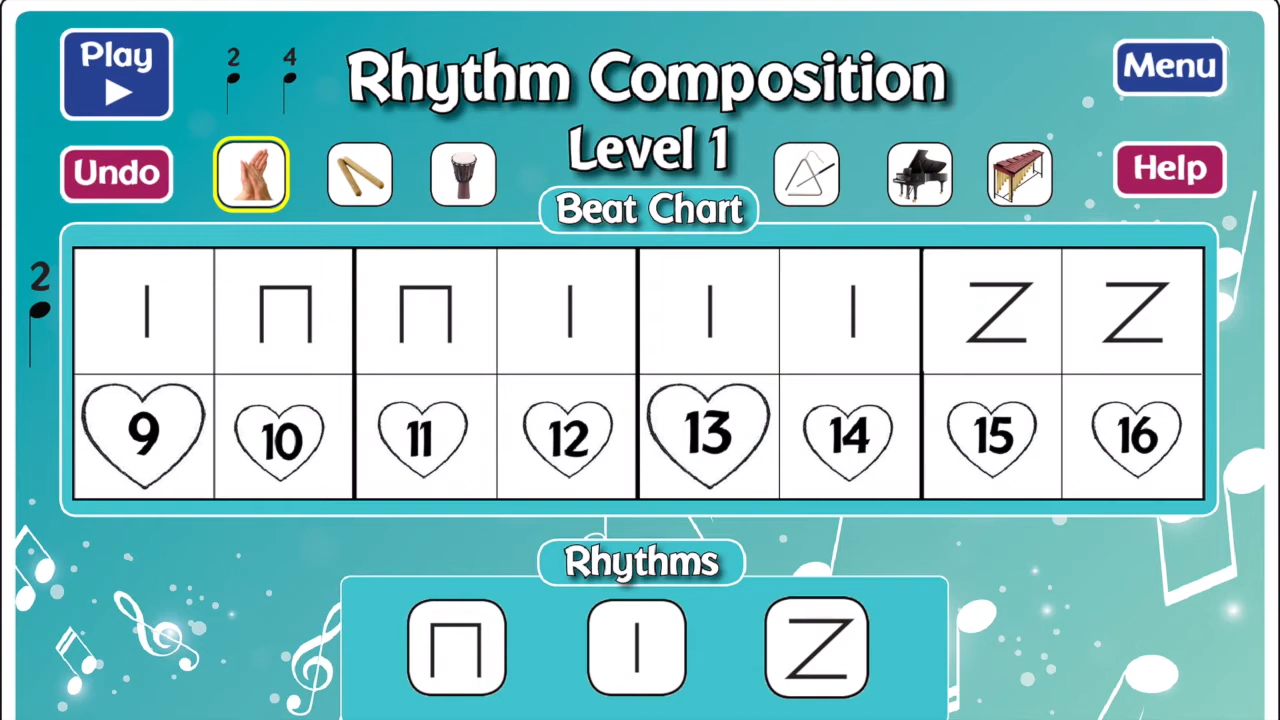 Play
2 4
Rhythm Composition
Menu
Undo
Level 1
Help
Beat Chart
2
9 10 11 12 13 14 15 16
Rhythms